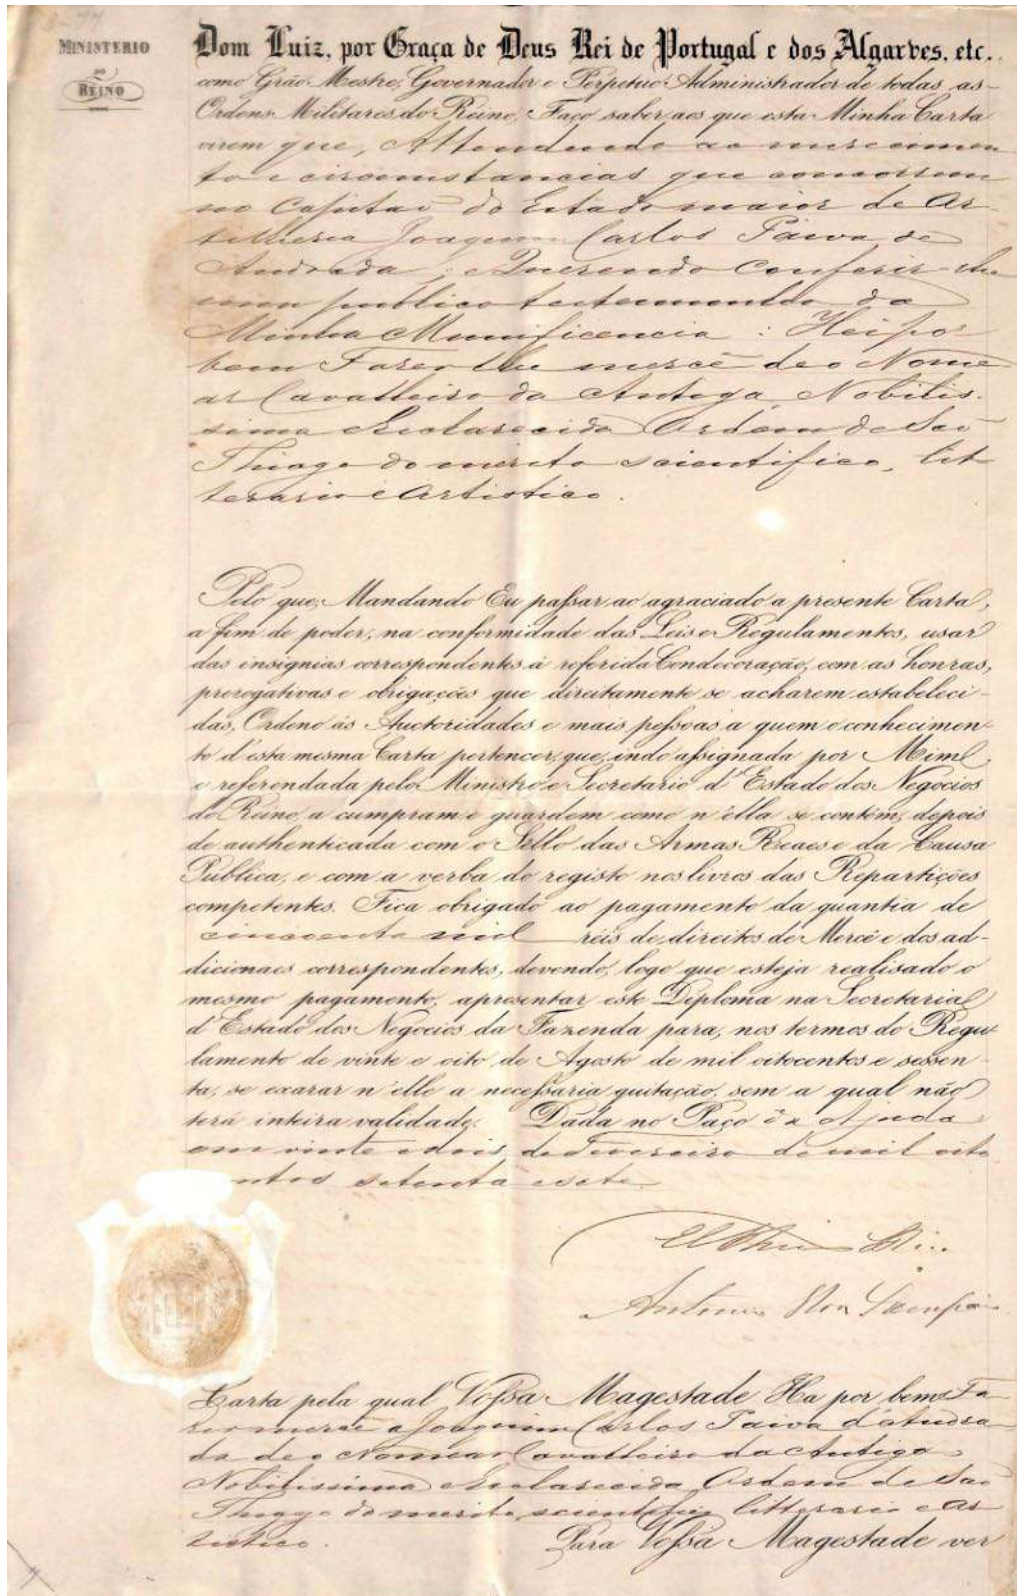 MINISTERIO
DO
REINO
Dom Luiz, por Graça de Deus Rei de Portugal e dos Algarves, etc.
como Grão-Mestre, Governador e Perpetuo Administrador de todas as
Ordens Militares do Reino, Faço saber aos que esta Minha Carta
virem que, Attendendo ao merecimen
to e circumstancias que concorrem
no Capitão do Estado maior de Ar
tilheria Joaquim Carlos Paiva de
Andrada; Querendo Conferir-lhe
um publico testemunho da
Minha Munificencia: Hei por
bem Fazer-lhe mercê de o Nome
ar Cavalleiro da Antiga, Nobilis-
sima e Esclarecida Ordem de São
Thiago do merito scientifico, lit
terario e Artistico.
Pelo que, Mandando Eu passar ao agraciado a presente Carta,
a fim de poder, na conformidade das Leis e Regulamentos, usar
das insignias correspondentes á referida Condecoração, com as honras,
prerogativas e obrigações que direitamente se acharem estabeleci-
das, Ordeno ás Auctoridades e mais pessoas a quem o conhecimen-
to d'esta mesma Carta pertencer, que, indo assignada por Mim
e referendada pelo Ministro e Secretario d'Estado dos Negocios
do Reino, a cumpram e guardem como n'ella se contém, depois
de authenticada com o Sello das Armas Reaes e da Causa
Publica, e com a verba do registo nos livros das Repartições
competentes. Fica obrigado ao pagamento da quantia de
cincoenta mil réis de direitos de Mercê e dos ad-
dicionaes correspondentes, devendo, logo que esteja realisado o
mesmo pagamento, apresentar este Diploma na Secretaria
d'Estado dos Negocios da Fazenda para, nos termos do Regu-
lamento de vinte e oito de Agosto de mil oitocentos e sessen-
ta, se exarar n'elle a necessaria quitação, sem a qual não
terá inteira validade. Dada no Paço da Ajuda
em vinte e dois de Fevereiro de mil oito
ntos setenta e sete
El Rei
Antonio
Carta pela qual Vossa Magestade Ha por bem Fa
zer mercê a Joaquim Carlos Paiva d'Andra
da de o Nomear Cavalleiro da Antiga
Nobilissima e Esclarecida Ordem de São
Thiago do merito scientifico litterario e Ar
tistico. Para Vossa Magestade ver